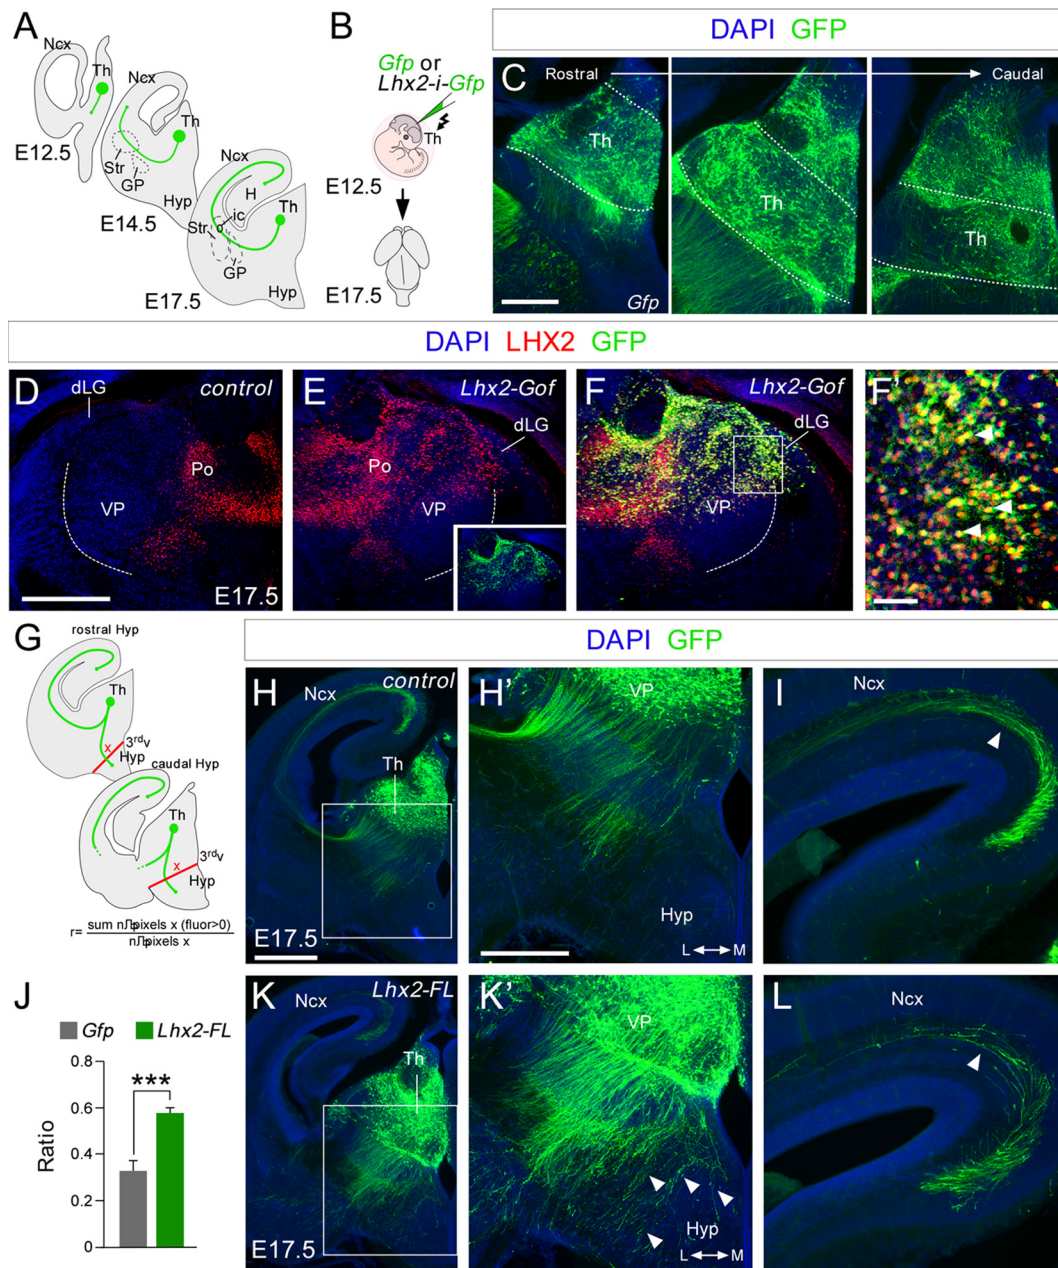 A
Ncx
Th
E12.5
Ncx
Th
Str
GP
Hyp
E14.5
Ncx
H
Th
ic
Str
GP
Hyp
E17.5
B
Gfp or
Lhx2-i-Gfp
Th
E12.5
E17.5
DAPI GFP
C
Rostral
Caudal
Th
Gfp
Th
Th
DAPI LHX2 GFP
D
control
dLG
Po
VP
E17.5
E
Lhx2-Gof
dLG
Po
VP
F
Lhx2-Gof
dLG
Po
VP
F'
G
rostral Hyp
Th
3rdv
x
Hyp
caudal Hyp
Th
3rdv
x
Hyp
DAPI GFP
H
control
Ncx
Th
E17.5
H'
VP
Hyp
L M
I
Ncx
J
Gfp Lhx2-FL
0.8
0.6
0.4
0.2
0
Ratio
***
K
Lhx2-FL
Ncx
Th
E17.5
K'
VP
Hyp
L M
L
Ncx